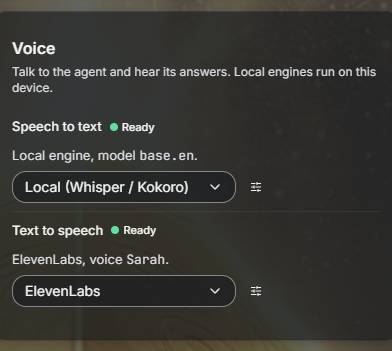 Voice
Talk to the agent and hear its answers. Local engines run on this
device.
Speech to text Ready
Local engine, model base.en.
Local (Whisper / Kokoro)
Text to speech Ready
ElevenLabs, voice Sarah.
ElevenLabs